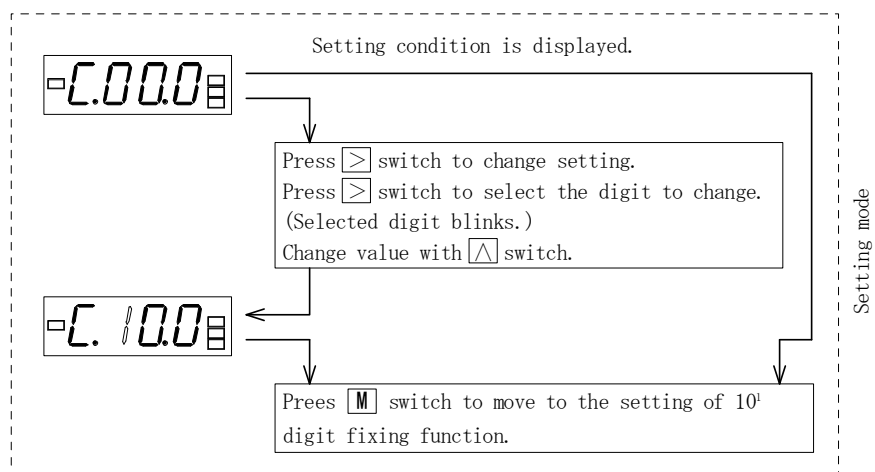 Setting condition is displayed.
-C.00.0
Press > switch to change setting.
Press > switch to select the digit to change.
(Selected digit blinks.)
Change value with ∧ switch.
Setting mode
-C.10.0
Prees M switch to move to the setting of 10¹
digit fixing function.